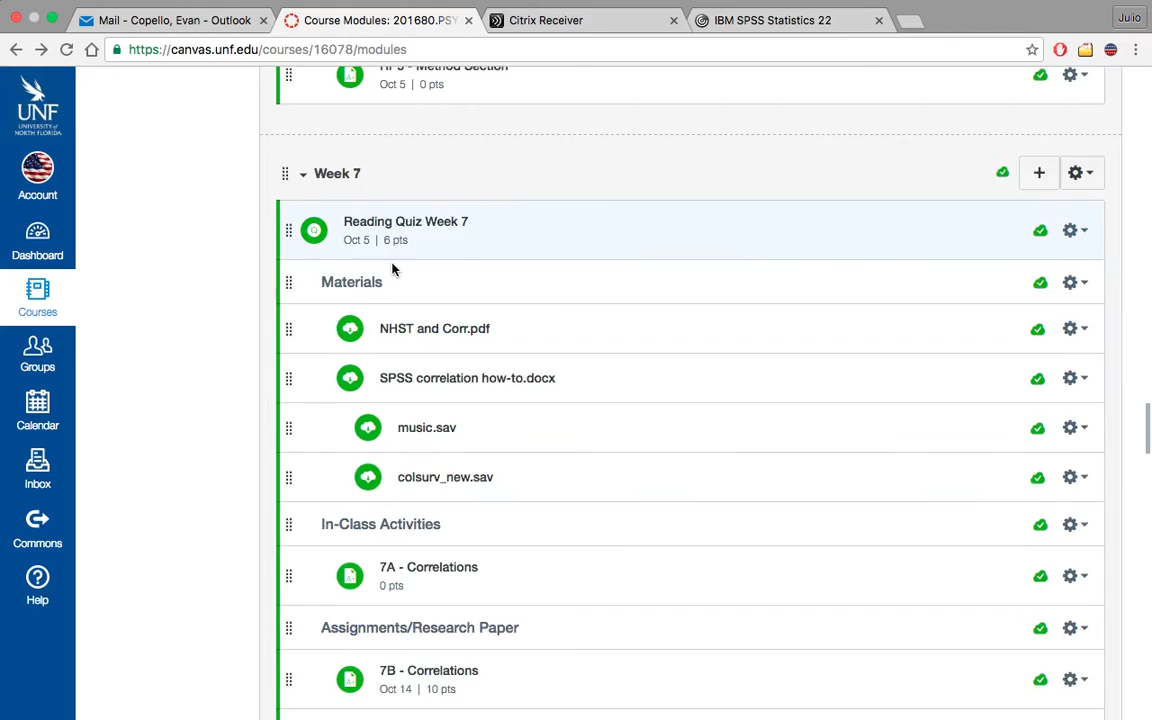 Mail - Copello, Evan - Outlook
Course Modules: 201680.PSY
Citrix Receiver
IBM SPSS Statistics 22
Julio
https://canvas.unf.edu/courses/16078/modules
UNF
UNIVERSITY of
NORTH FLORIDA
Account
Dashboard
Courses
Groups
Calendar
Inbox
Commons
Help
RP3 - Method Section
Oct 5 | 0 pts
Week 7
Reading Quiz Week 7
Oct 5 | 6 pts
Materials
NHST and Corr.pdf
SPSS correlation how-to.docx
music.sav
colsurv_new.sav
In-Class Activities
7A - Correlations
0 pts
Assignments/Research Paper
7B - Correlations
Oct 14 | 10 pts